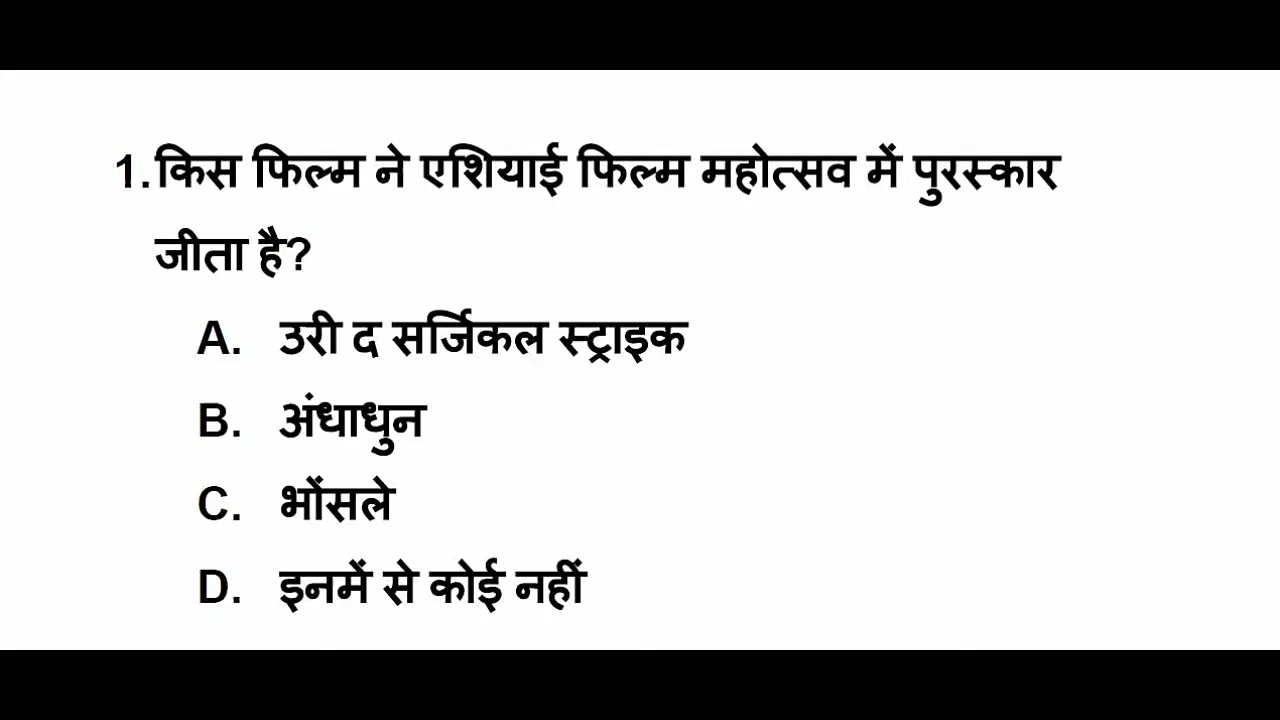 1.किस फिल्म ने एशियाई फिल्म महोत्सव में पुरस्कार
जीता है?
A. उरी द सर्जिकल स्ट्राइक
B. अंधाधुन
C. भोंसले
D. इनमें से कोई नहीं